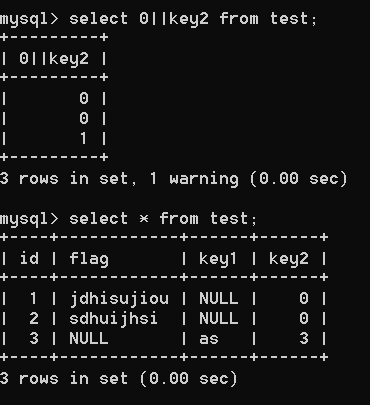 mysql> select 0||key2 from test;
+---------+
| 0||key2 |
+---------+
|       0 |
|       0 |
|       1 |
+---------+
3 rows in set, 1 warning (0.00 sec)

mysql> select * from test;
+----+------------+------+------+
| id | flag       | key1 | key2 |
+----+------------+------+------+
|  1 | jdhisujiou | NULL |    0 |
|  2 | sdhuijhsi  | NULL |    0 |
|  3 | NULL       | as   |    3 |
+----+------------+------+------+
3 rows in set (0.00 sec)